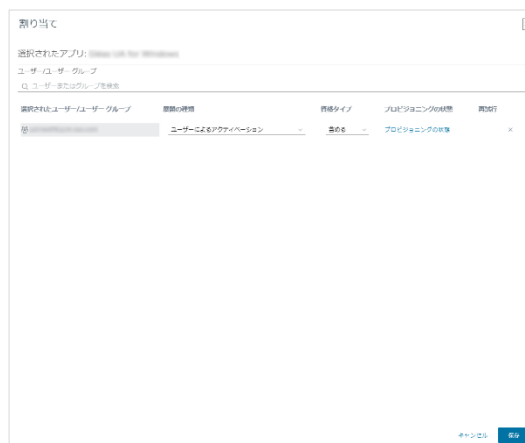 割り当て
選択されたアプリ:
ユーザー/ユーザー グループ
ユーザーまたはグループを検索
選択されたユーザー/ユーザー グループ 展開の種類 資格タイプ プロビジョニングの状態 再試行
ユーザーによるアクティベーション 含める プロビジョニングの状態 ×
キャンセル 保存